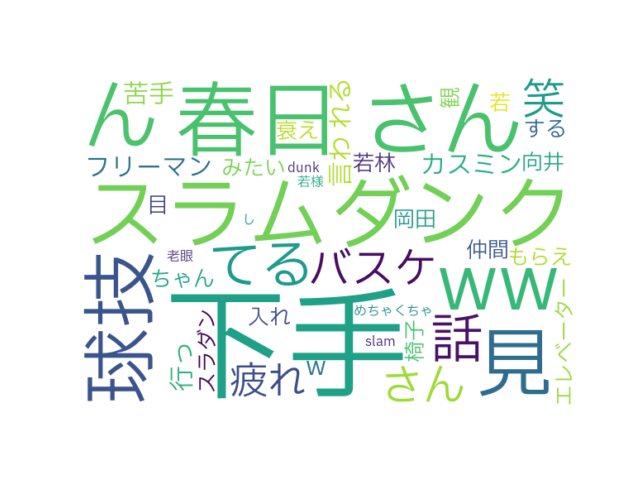 ん
春日
さん
笑
苦手
衰え
言われる
観
若
する
フリーマン
みたい
dunk
若林
カスミン
向井
若様
スラムダンク
目
岡田
し
仲間
もらえ
老眼
ちゃん
てる
バスケ
ww
エレベーター
球技
下手
入れ
めちゃくちゃ
話
見
スラダン
行っ
疲れ
w
slam
椅子
さん